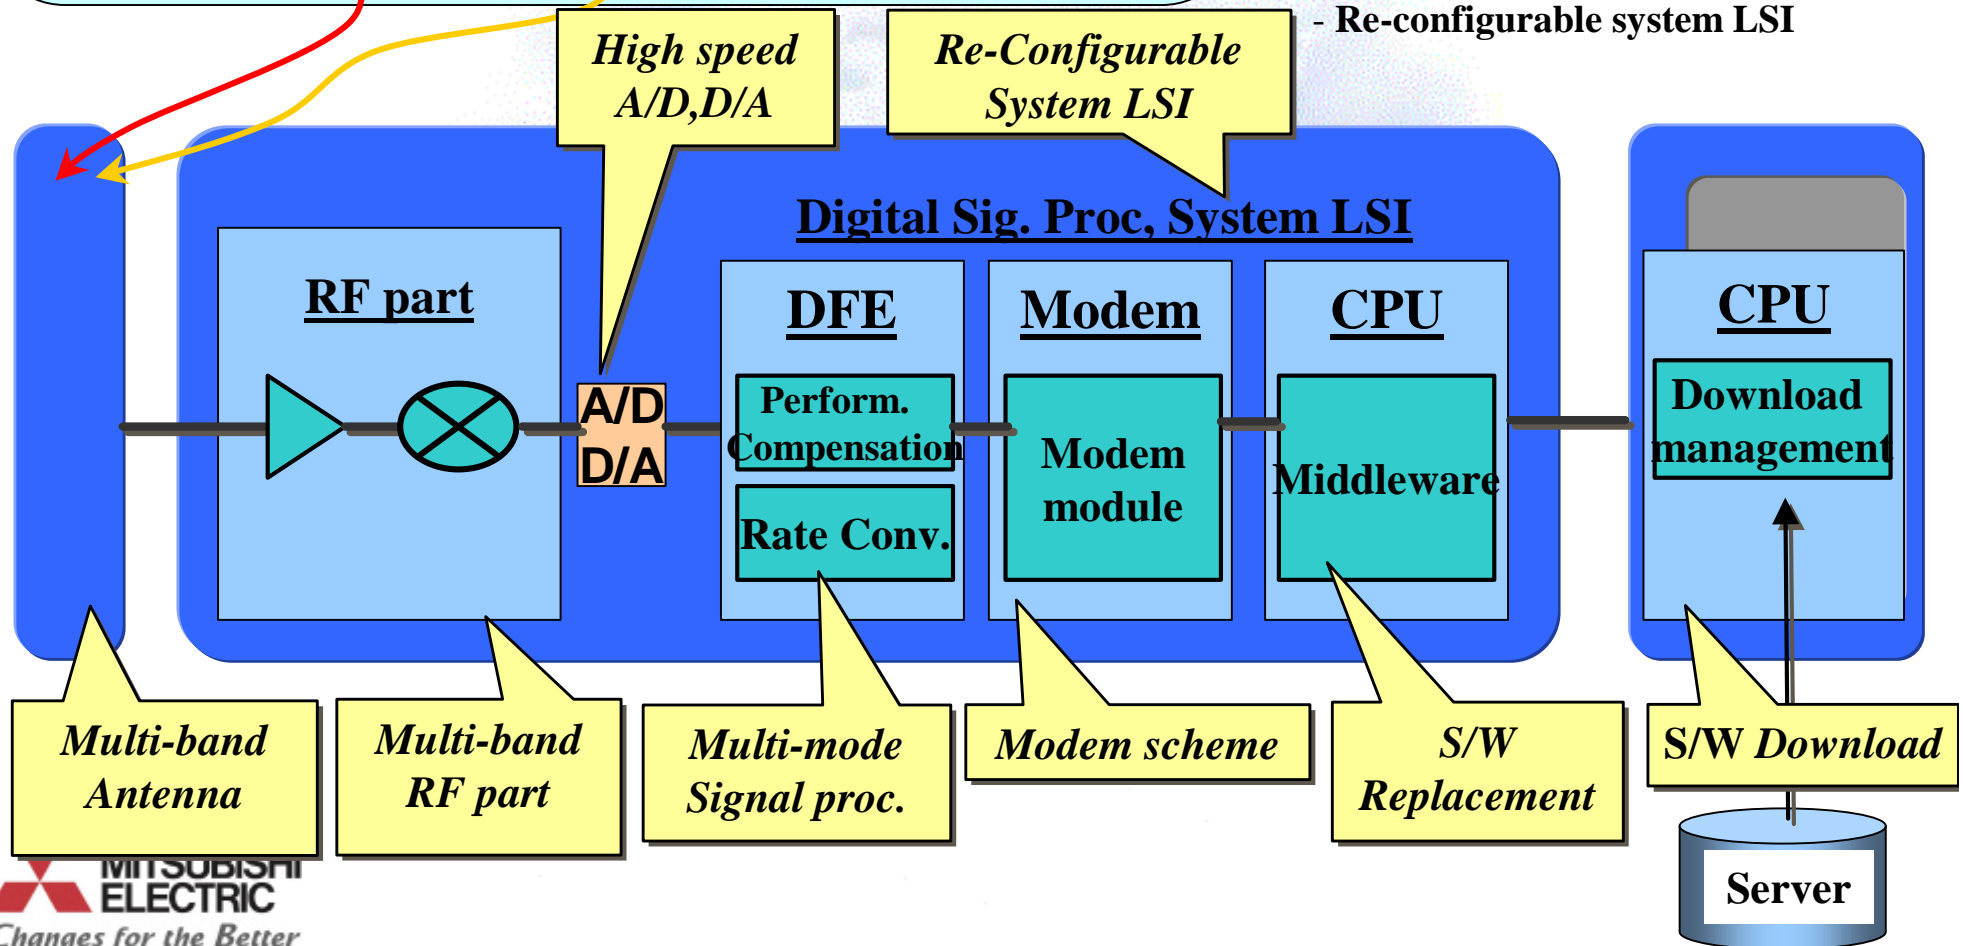 - Re-configurable system LSI
High speed
A/D,D/A
Re-Configurable
System LSI
Digital Sig. Proc, System LSI
RF part
DFE
Modem
CPU
CPU
A/D
D/A
Perform.
Compensation
Rate Conv.
Modem
module
Middleware
Download
management
Multi-band
Antenna
Multi-band
RF part
Multi-mode
Signal proc.
Modem scheme
S/W
Replacement
S/W Download
Server
MITSUBISHI
ELECTRIC
Changes for the Better